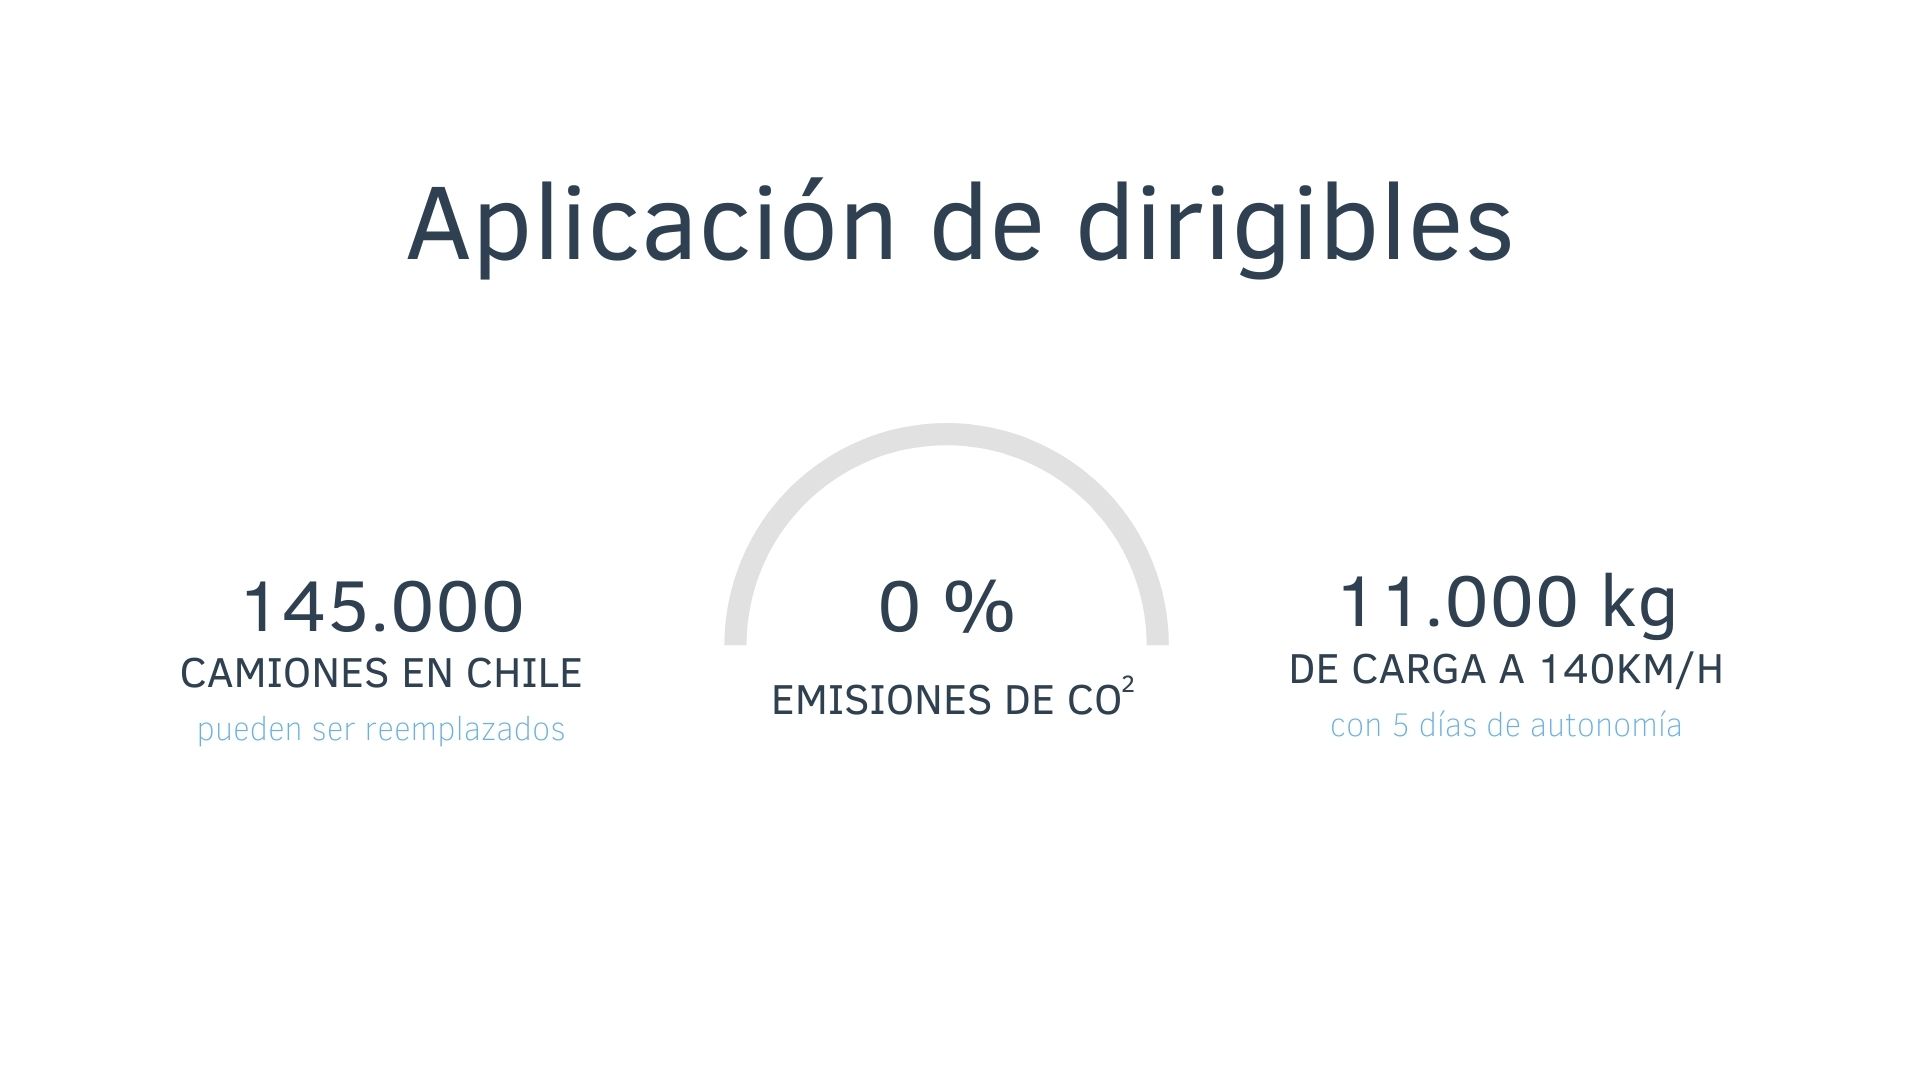 Aplicación de dirigibles
145.000
CAMIONES EN CHILE
pueden ser reemplazados
0 %
EMISIONES DE CO²
11.000 kg
DE CARGA A 140KM/H
con 5 días de autonomía